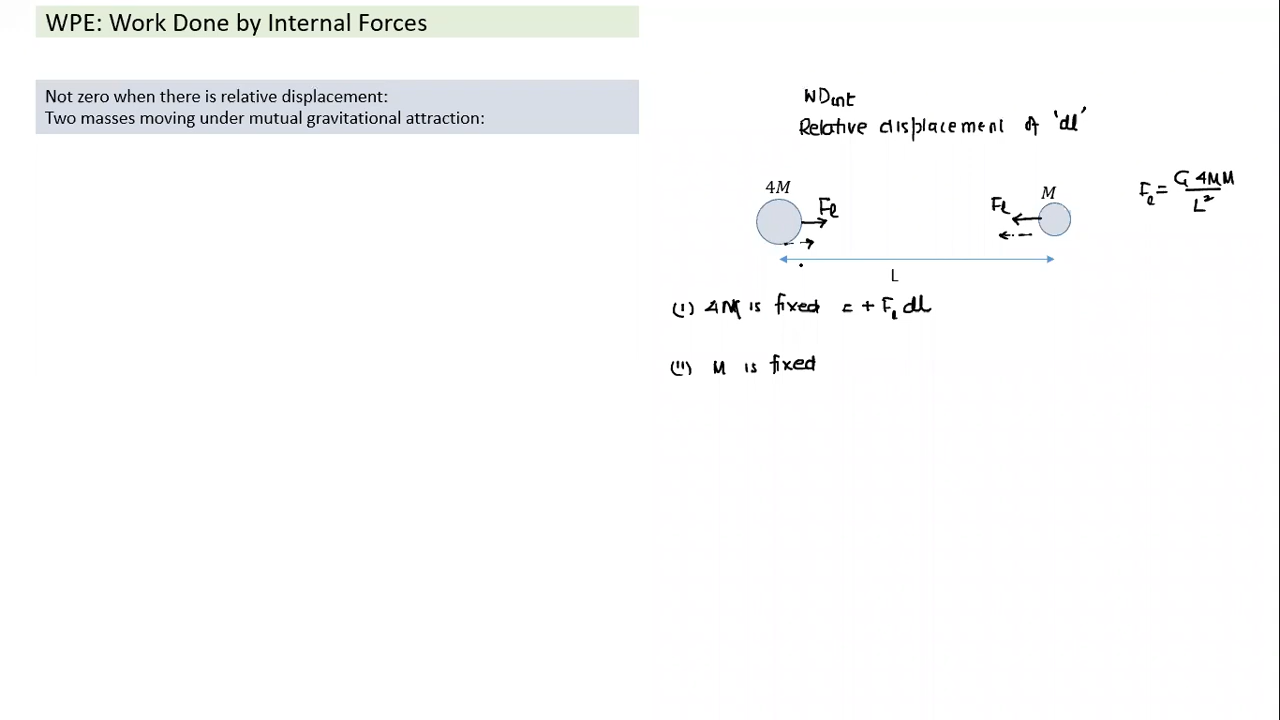 WPE: Work Done by Internal Forces
Not zero when there is relative displacement:
Two masses moving under mutual gravitational attraction:
WDint
Relative displacement of 'dl'
4M
M
Fe
Fe
Fe = G 4M M / L²
L
(i) 4M is fixed = + Fe dl
(ii) M is fixed